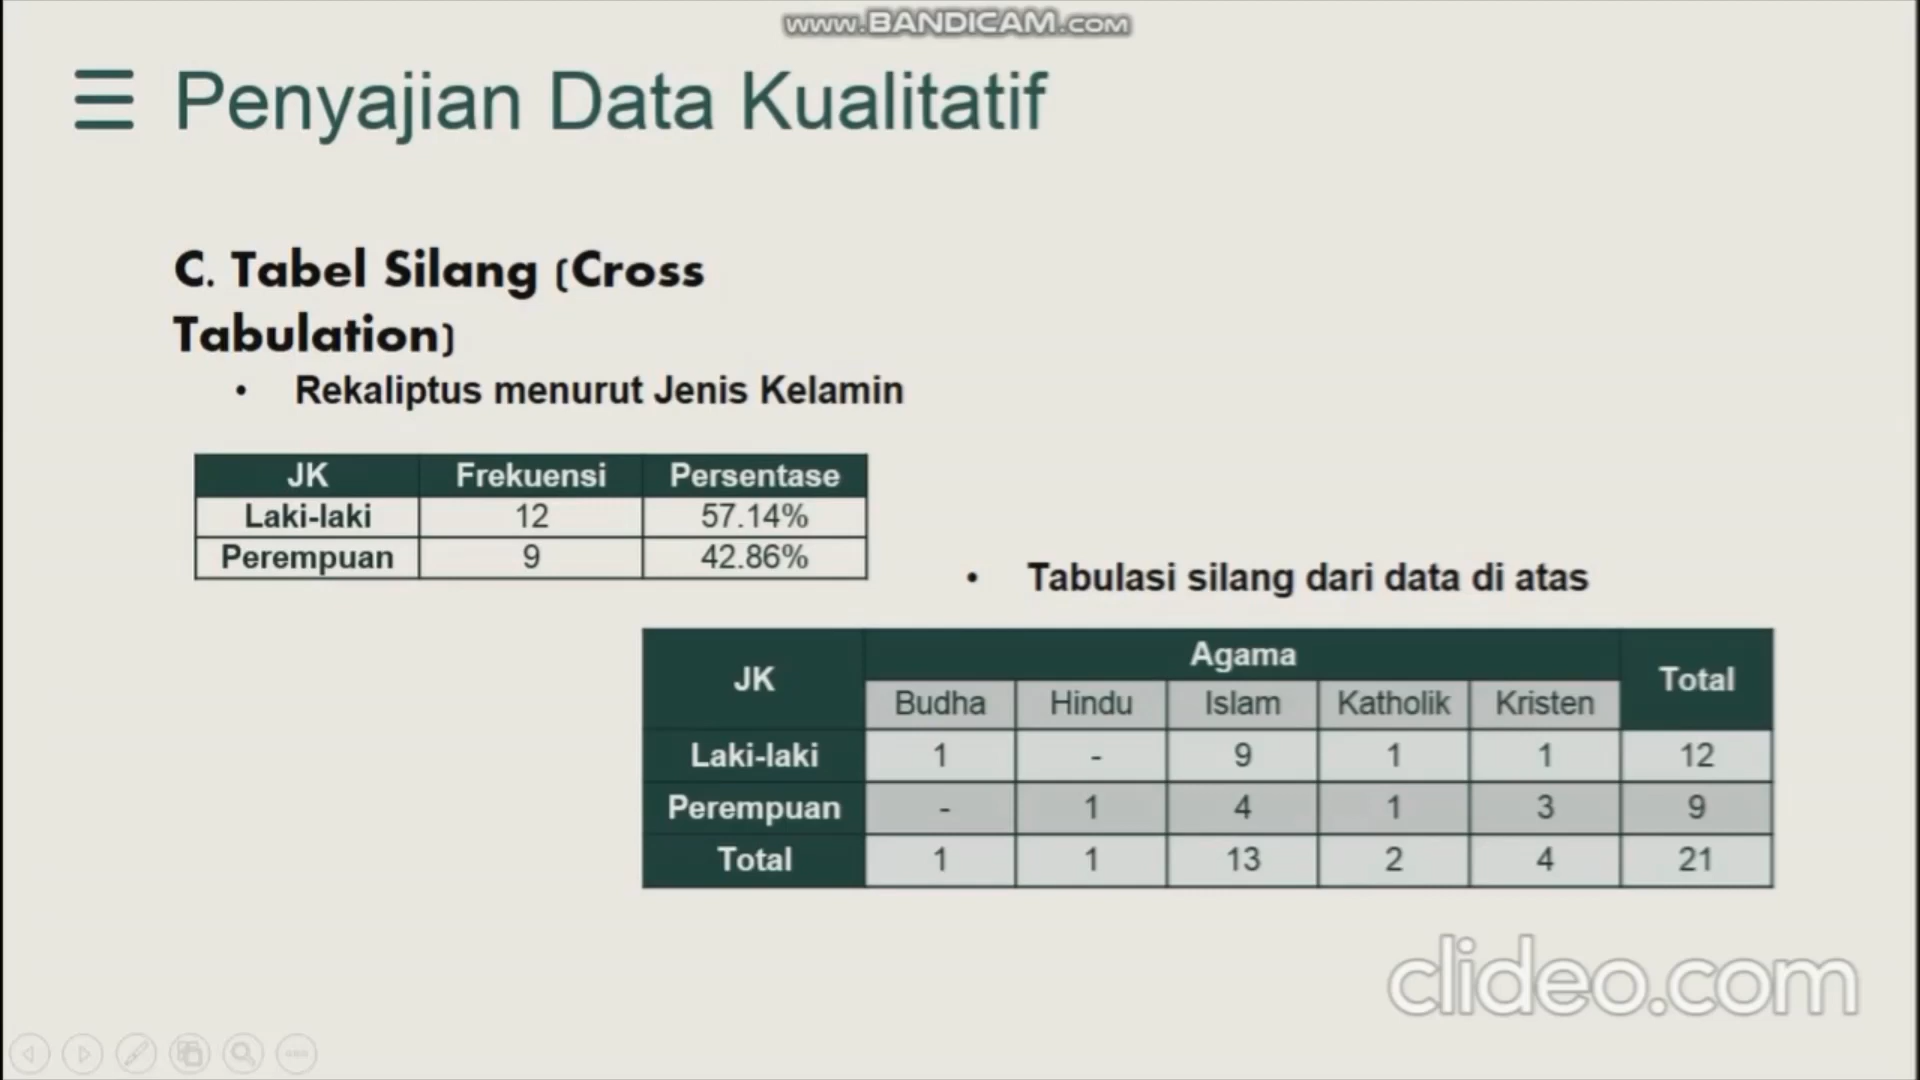 www.BANDICAM.com
Penyajian Data Kualitatif
C. Tabel Silang (Cross
Tabulation)
• Rekaliptus menurut Jenis Kelamin
JK Frekuensi Persentase
Laki-laki 12 57.14%
Perempuan 9 42.86%
• Tabulasi silang dari data di atas
JK Agama Total
Budha Hindu Islam Katholik Kristen
Laki-laki 1 - 9 1 1 12
Perempuan - 1 4 1 3 9
Total 1 1 13 2 4 21
clideo.com